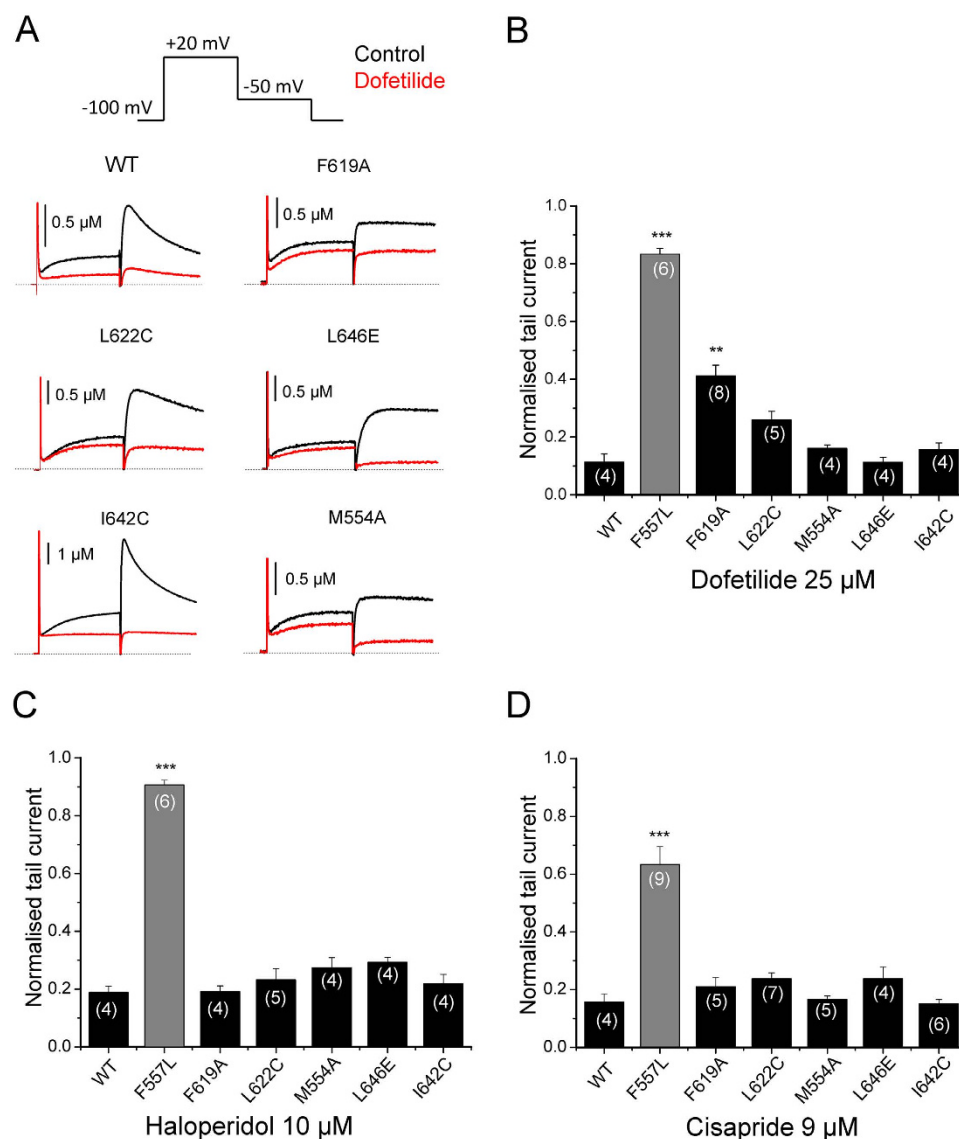 A
+20 mV
Control
Dofetilide
-50 mV
-100 mV
WT
F619A
0.5 µM
0.5 µM
L622C
L646E
0.5 µM
0.5 µM
I642C
M554A
1 µM
0.5 µM
B
Normalised tail current
1.0
0.8
0.6
0.4
0.2
0.0
***
**
(4)
(6)
(8)
(5)
(4)
(4)
(4)
WT
F557L
F619A
L622C
M554A
L646E
I642C
Dofetilide 25 µM
C
Normalised tail current
1.0
0.8
0.6
0.4
0.2
0.0
***
(4)
(6)
(4)
(5)
(4)
(4)
(4)
WT
F557L
F619A
L622C
M554A
L646E
I642C
Haloperidol 10 µM
D
Normalised tail current
1.0
0.8
0.6
0.4
0.2
0.0
***
(4)
(9)
(5)
(7)
(5)
(4)
(6)
WT
F557L
F619A
L622C
M554A
L646E
I642C
Cisapride 9 µM